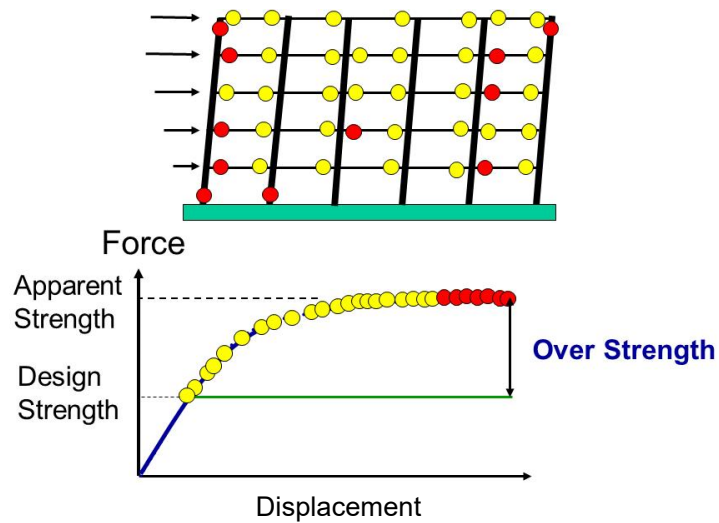 Force
Apparent
Strength
Over Strength
Design
Strength
Displacement